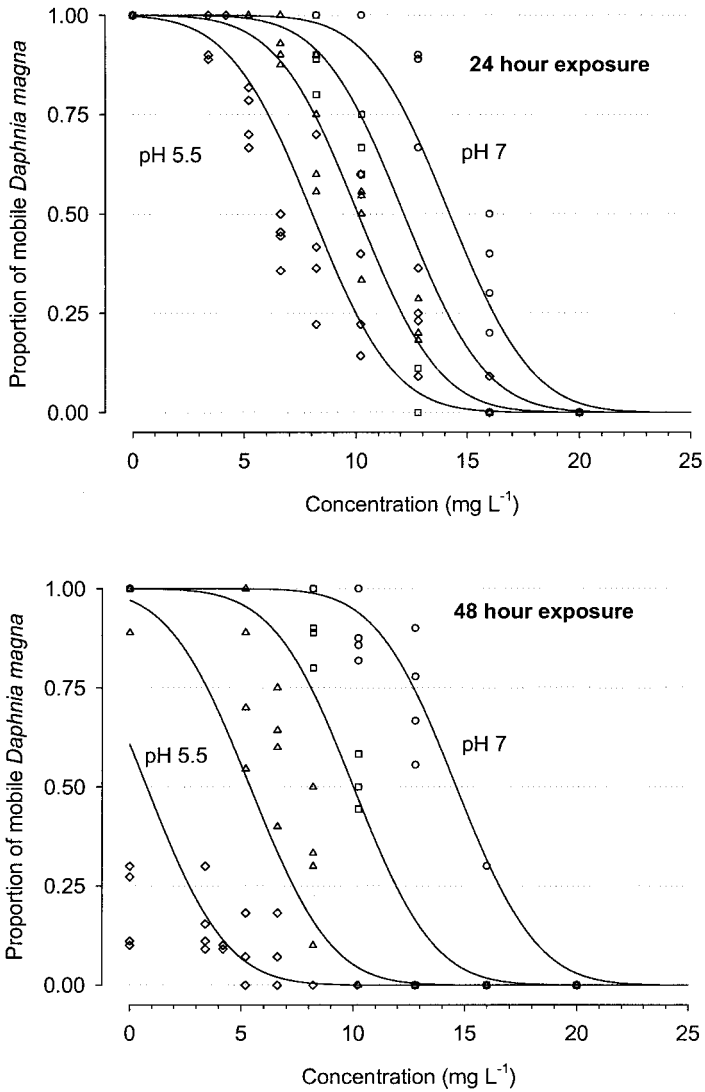 1.00
0.75
0.50
0.25
0.00
Proportion of mobile Daphnia magna
24 hour exposure
pH 5.5
pH 7
0 5 10 15 20 25
Concentration (mg L-1)
1.00
0.75
0.50
0.25
0.00
Proportion of mobile Daphnia magna
48 hour exposure
pH 5.5
pH 7
0 5 10 15 20 25
Concentration (mg L-1)